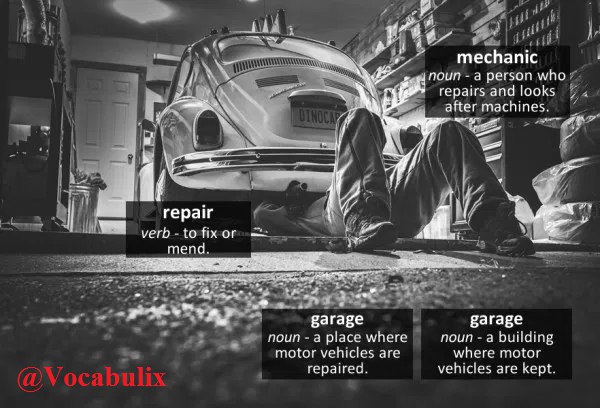 DINOCAR
mechanic
noun - a person who
repairs and looks
after machines.
repair
verb - to fix or
mend.
garage
noun - a place where
motor vehicles are
repaired.
garage
noun - a building
where motor
vehicles are kept.
@Vocabulix